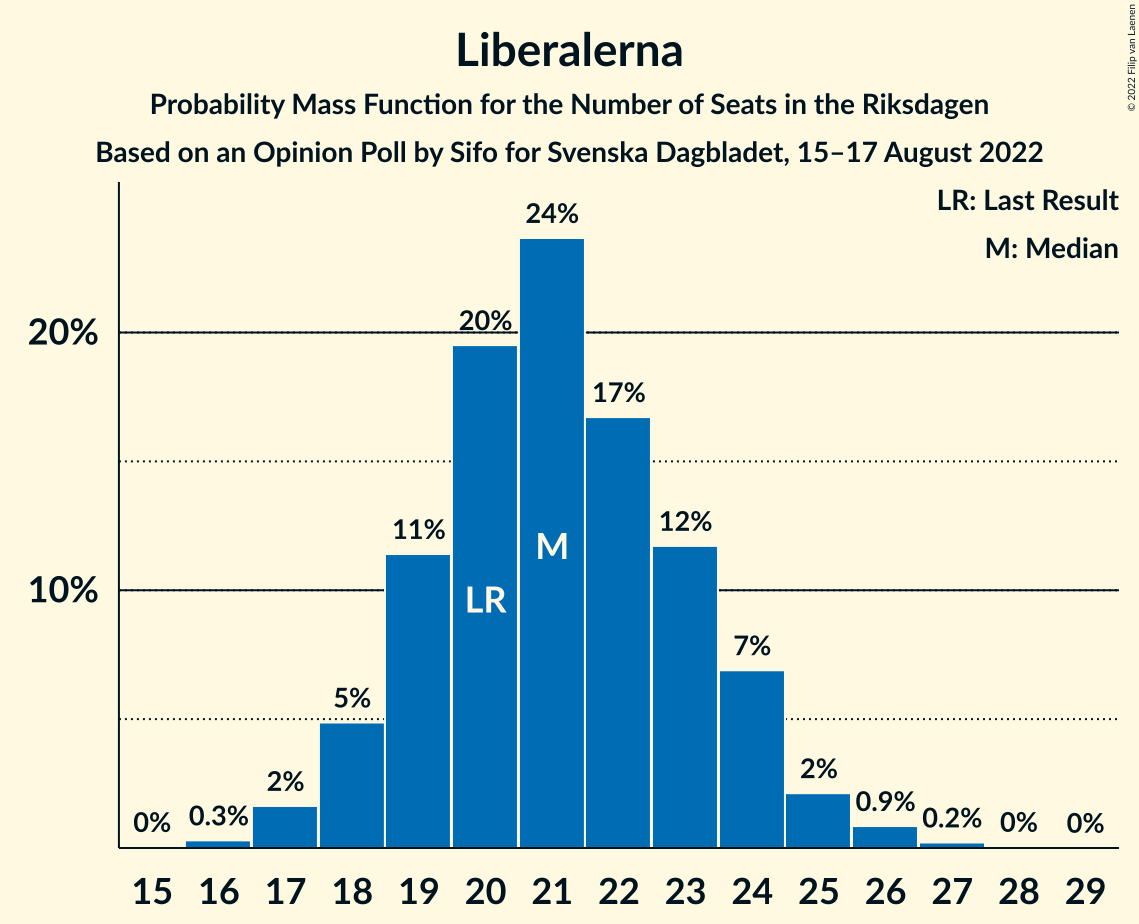 Liberalerna
Probability Mass Function for the Number of Seats in the Riksdagen
Based on an Opinion Poll by Sifo for Svenska Dagbladet, 15–17 August 2022
© 2022 Filip van Laenen
LR: Last Result
M: Median
20%
10%
0%
0.3%
2%
5%
11%
20%
24%
17%
12%
7%
2%
0.9%
0.2%
0%
0%
LR
M
15 16 17 18 19 20 21 22 23 24 25 26 27 28 29